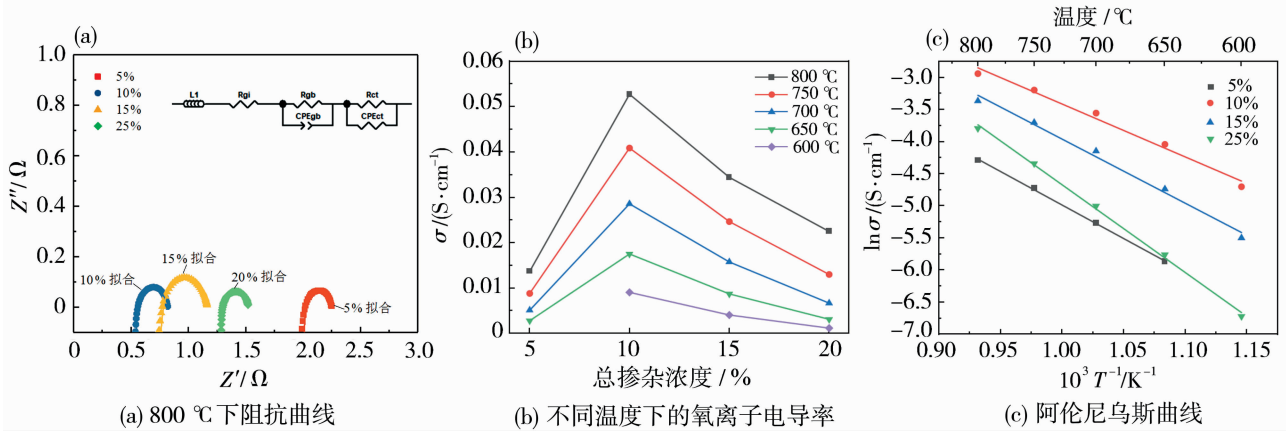 (a)
1.0
0.8
0.6
0.4
0.2
0
Z″/Ω
5%
10%
15%
25%
L1
Rgi
Rgb
CPEgb
Rct
CPEct
10% 拟合
15% 拟合
20% 拟合
5% 拟合
0 0.5 1.0 1.5 2.0 2.5 3.0
Z′/Ω
(a) 800 ℃ 下阻抗曲线
(b)
0.06
0.05
0.04
0.03
0.02
0.01
0
σ/(S·cm⁻¹)
800 ℃
750 ℃
700 ℃
650 ℃
600 ℃
5 10 15 20
总掺杂浓度 /%
(b) 不同温度下的氧离子电导率
温度 /℃
(c)
800 750 700 650 600
-3.0
-3.5
-4.0
-4.5
-5.0
-5.5
-6.0
-6.5
-7.0
lnσ/(S·cm⁻¹)
5%
10%
15%
25%
0.90 0.95 1.00 1.05 1.10 1.15
10³ T⁻¹/K⁻¹
(c) 阿伦尼乌斯曲线